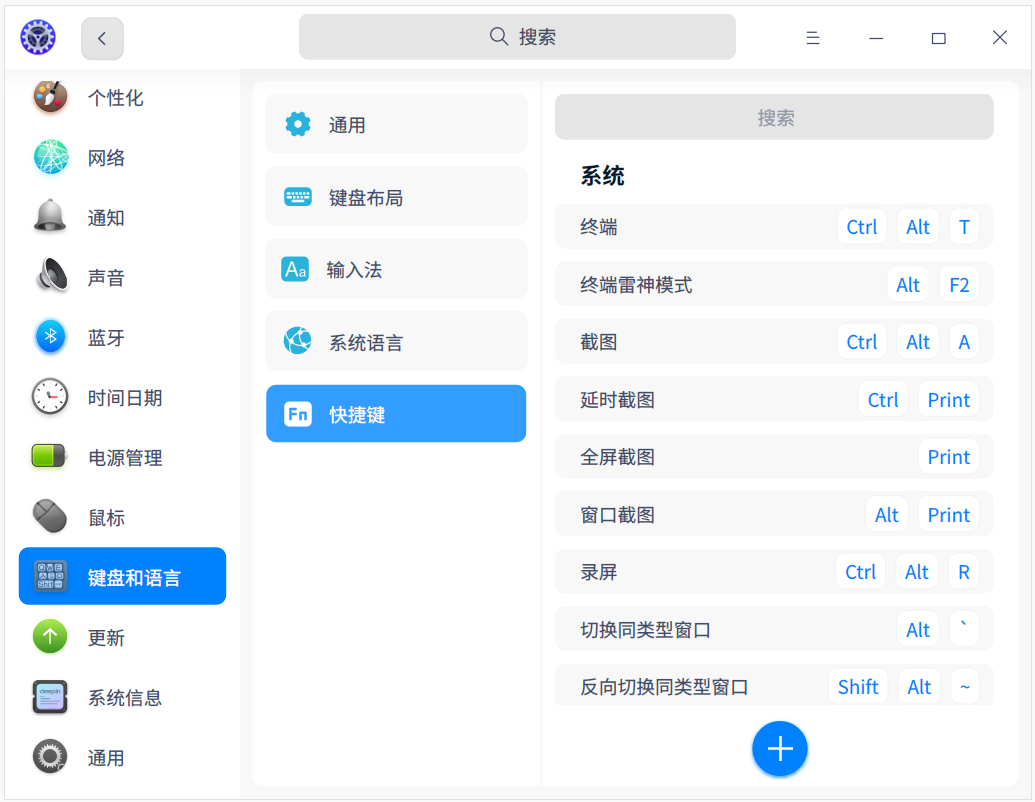 搜索
个性化
网络
通知
声音
蓝牙
时间日期
电源管理
鼠标
键盘和语言
更新
deepin
系统信息
通用
通用
键盘布局
Aa 输入法
系统语言
Fn 快捷键
搜索
系统
终端 Ctrl Alt T
终端雷神模式 Alt F2
截图 Ctrl Alt A
延时截图 Ctrl Print
全屏截图 Print
窗口截图 Alt Print
录屏 Ctrl Alt R
切换同类型窗口 Alt `
反向切换同类型窗口 Shift Alt ~